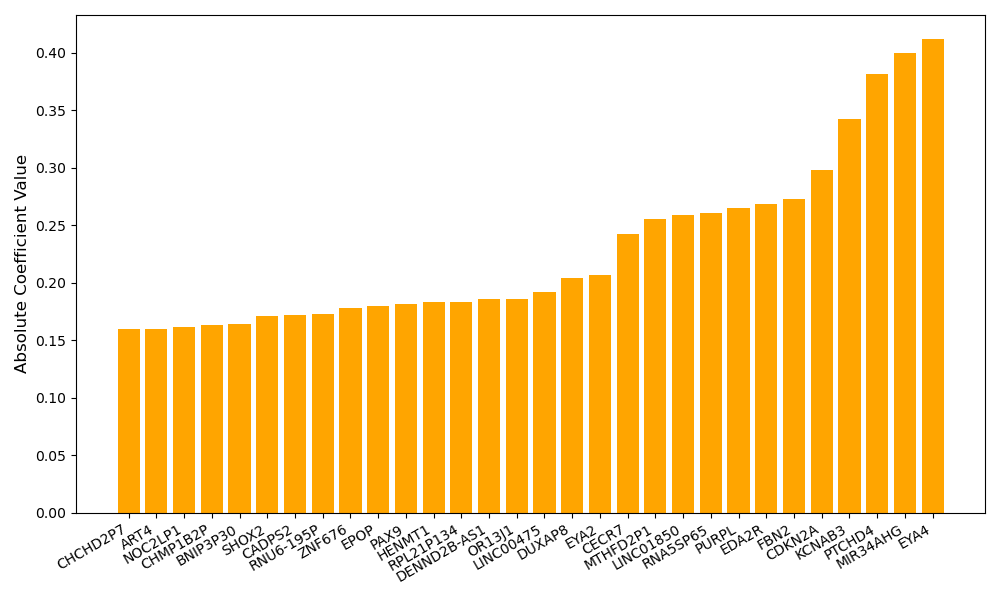 Absolute Coefficient Value
0.40
0.35
0.30
0.25
0.20
0.15
0.10
0.05
0.00
CHCHD2P7
ART4
NOC2LP1
CHMP1B2P
BNIP3P30
SHOX2
CADPS2
RNU6-195P
ZNF676
EPOP
PAX9
HENMT1
RPL21P134
DENND2B-AS1
OR13J1
LINC00475
DUXAP8
EYA2
CECR7
MTHFD2P1
LINC01850
RNA5SP65
PURPL
EDA2R
FBN2
CDKN2A
KCNAB3
PTCHD4
MIR34AHG
EYA4